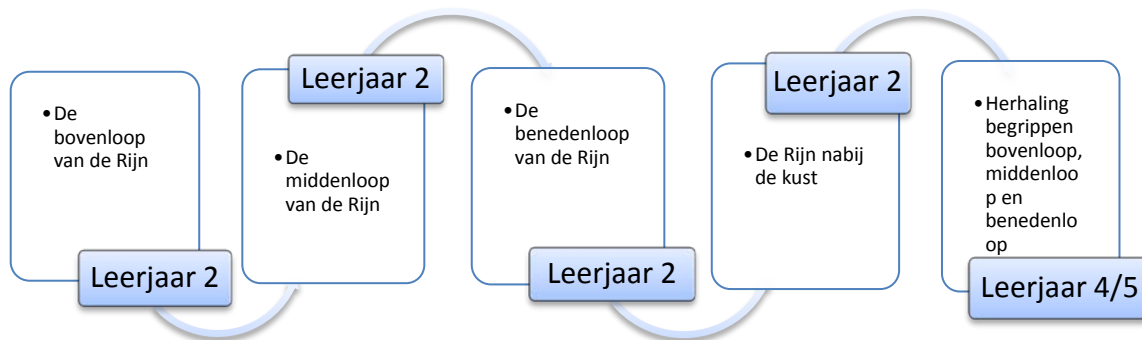 •De
bovenloop
van de Rijn
Leerjaar 2
Leerjaar 2
•De
middenloop
van de Rijn
•De
benedenloop
van de Rijn
Leerjaar 2
Leerjaar 2
•De Rijn nabij
de kust
•Herhaling
begrippen
bovenloop,
middenloo
p en
benedenlo
op
Leerjaar 4/5